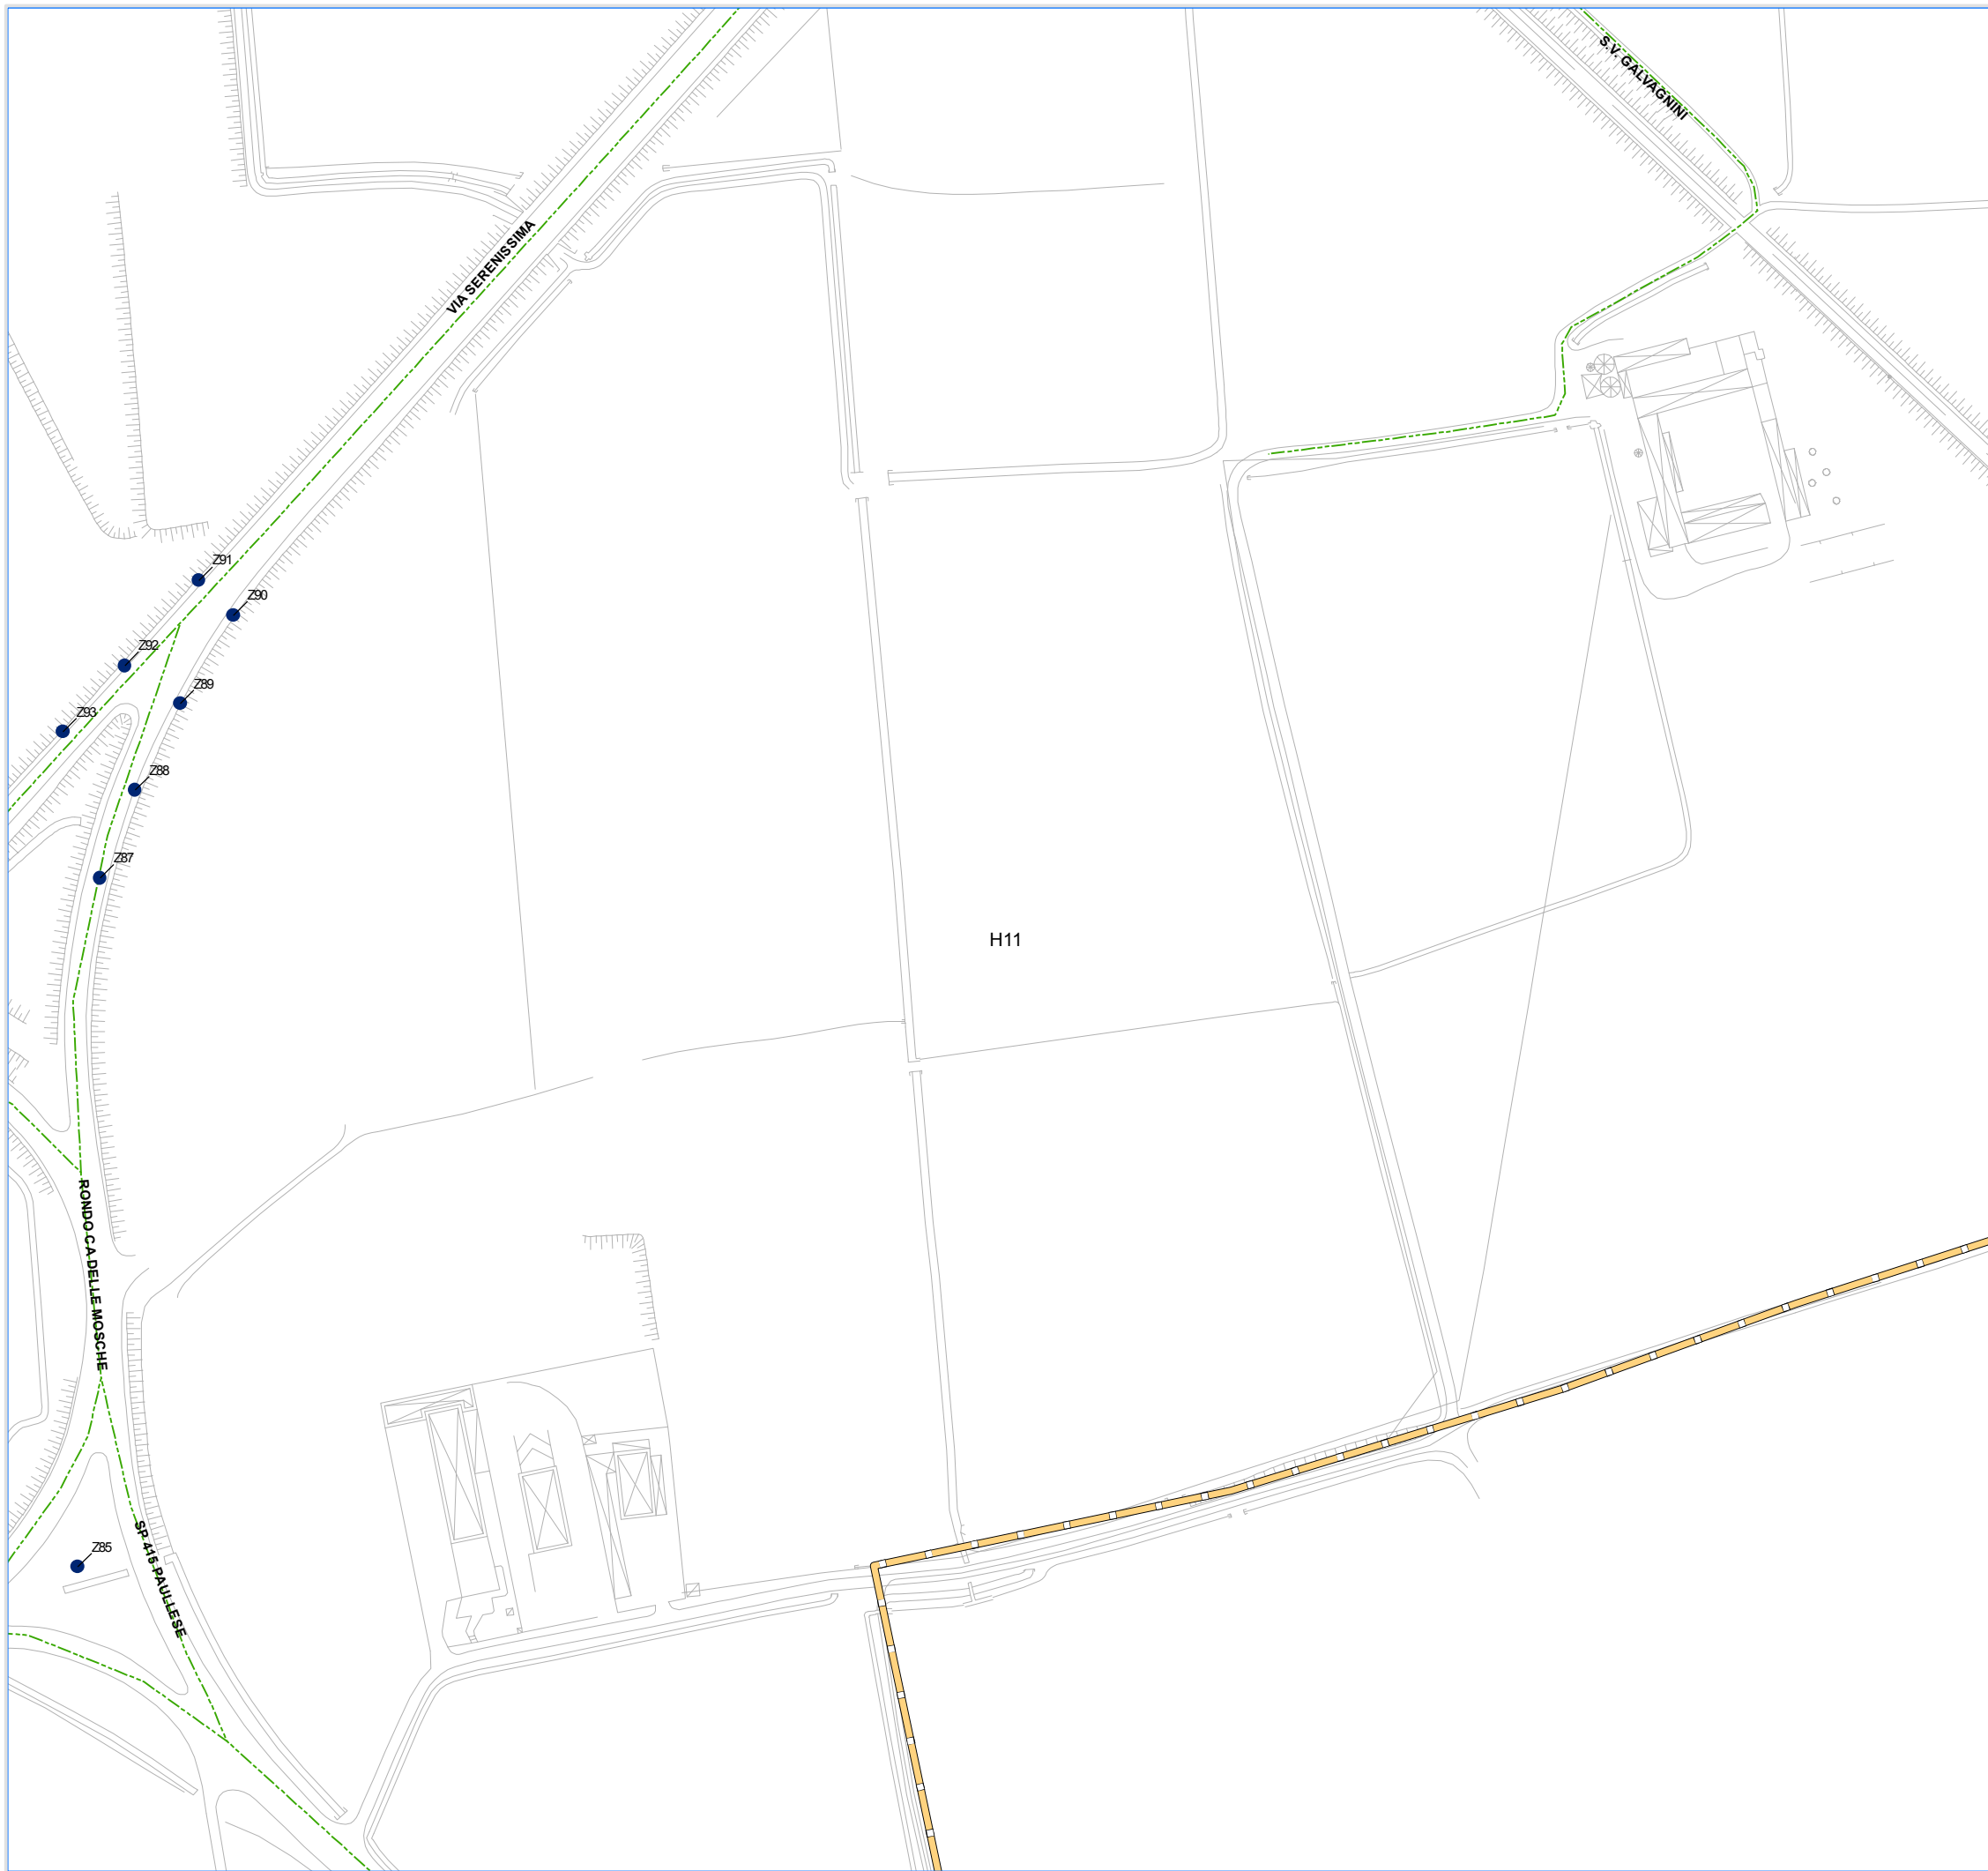 S.V. GALVAGNINI
VIA SERENISSIMA
Z91
Z90
Z92
Z89
Z93
Z88
Z87
H11
RONDO CA DELLE MOSCHE
SP 415 PAULLESE
Z85